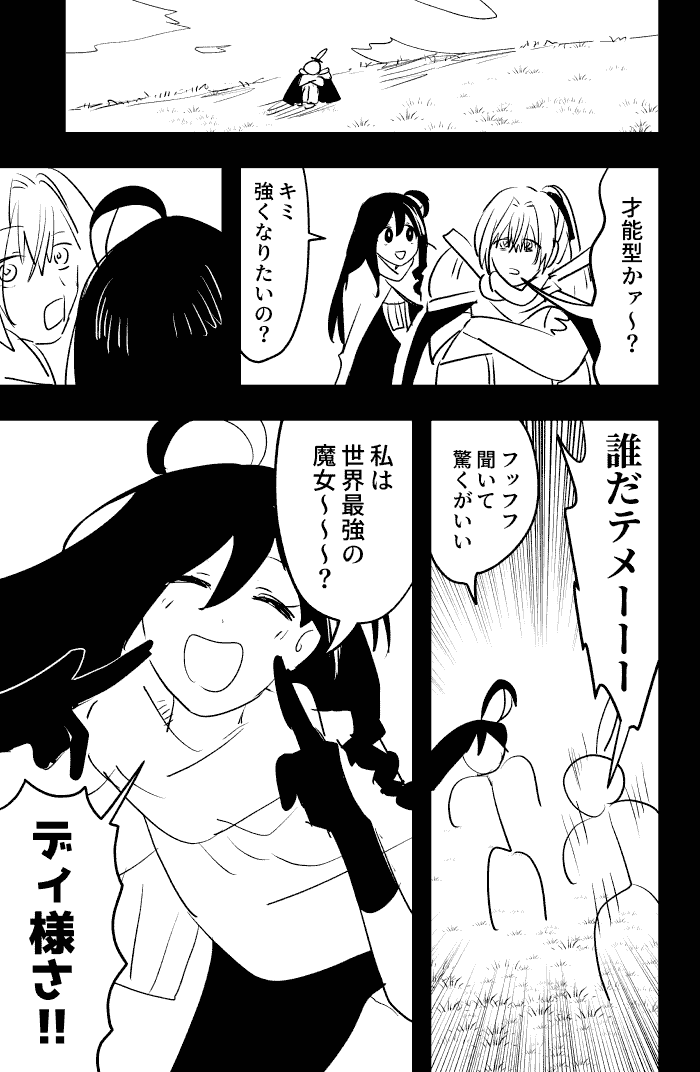 才能型かァ〜？
キミ
強くなりたいの？
誰だテメーーー
フッフフ
聞いて
驚くがいい
私は
世界最強の
魔女〜〜〜？
ディ様さ!!